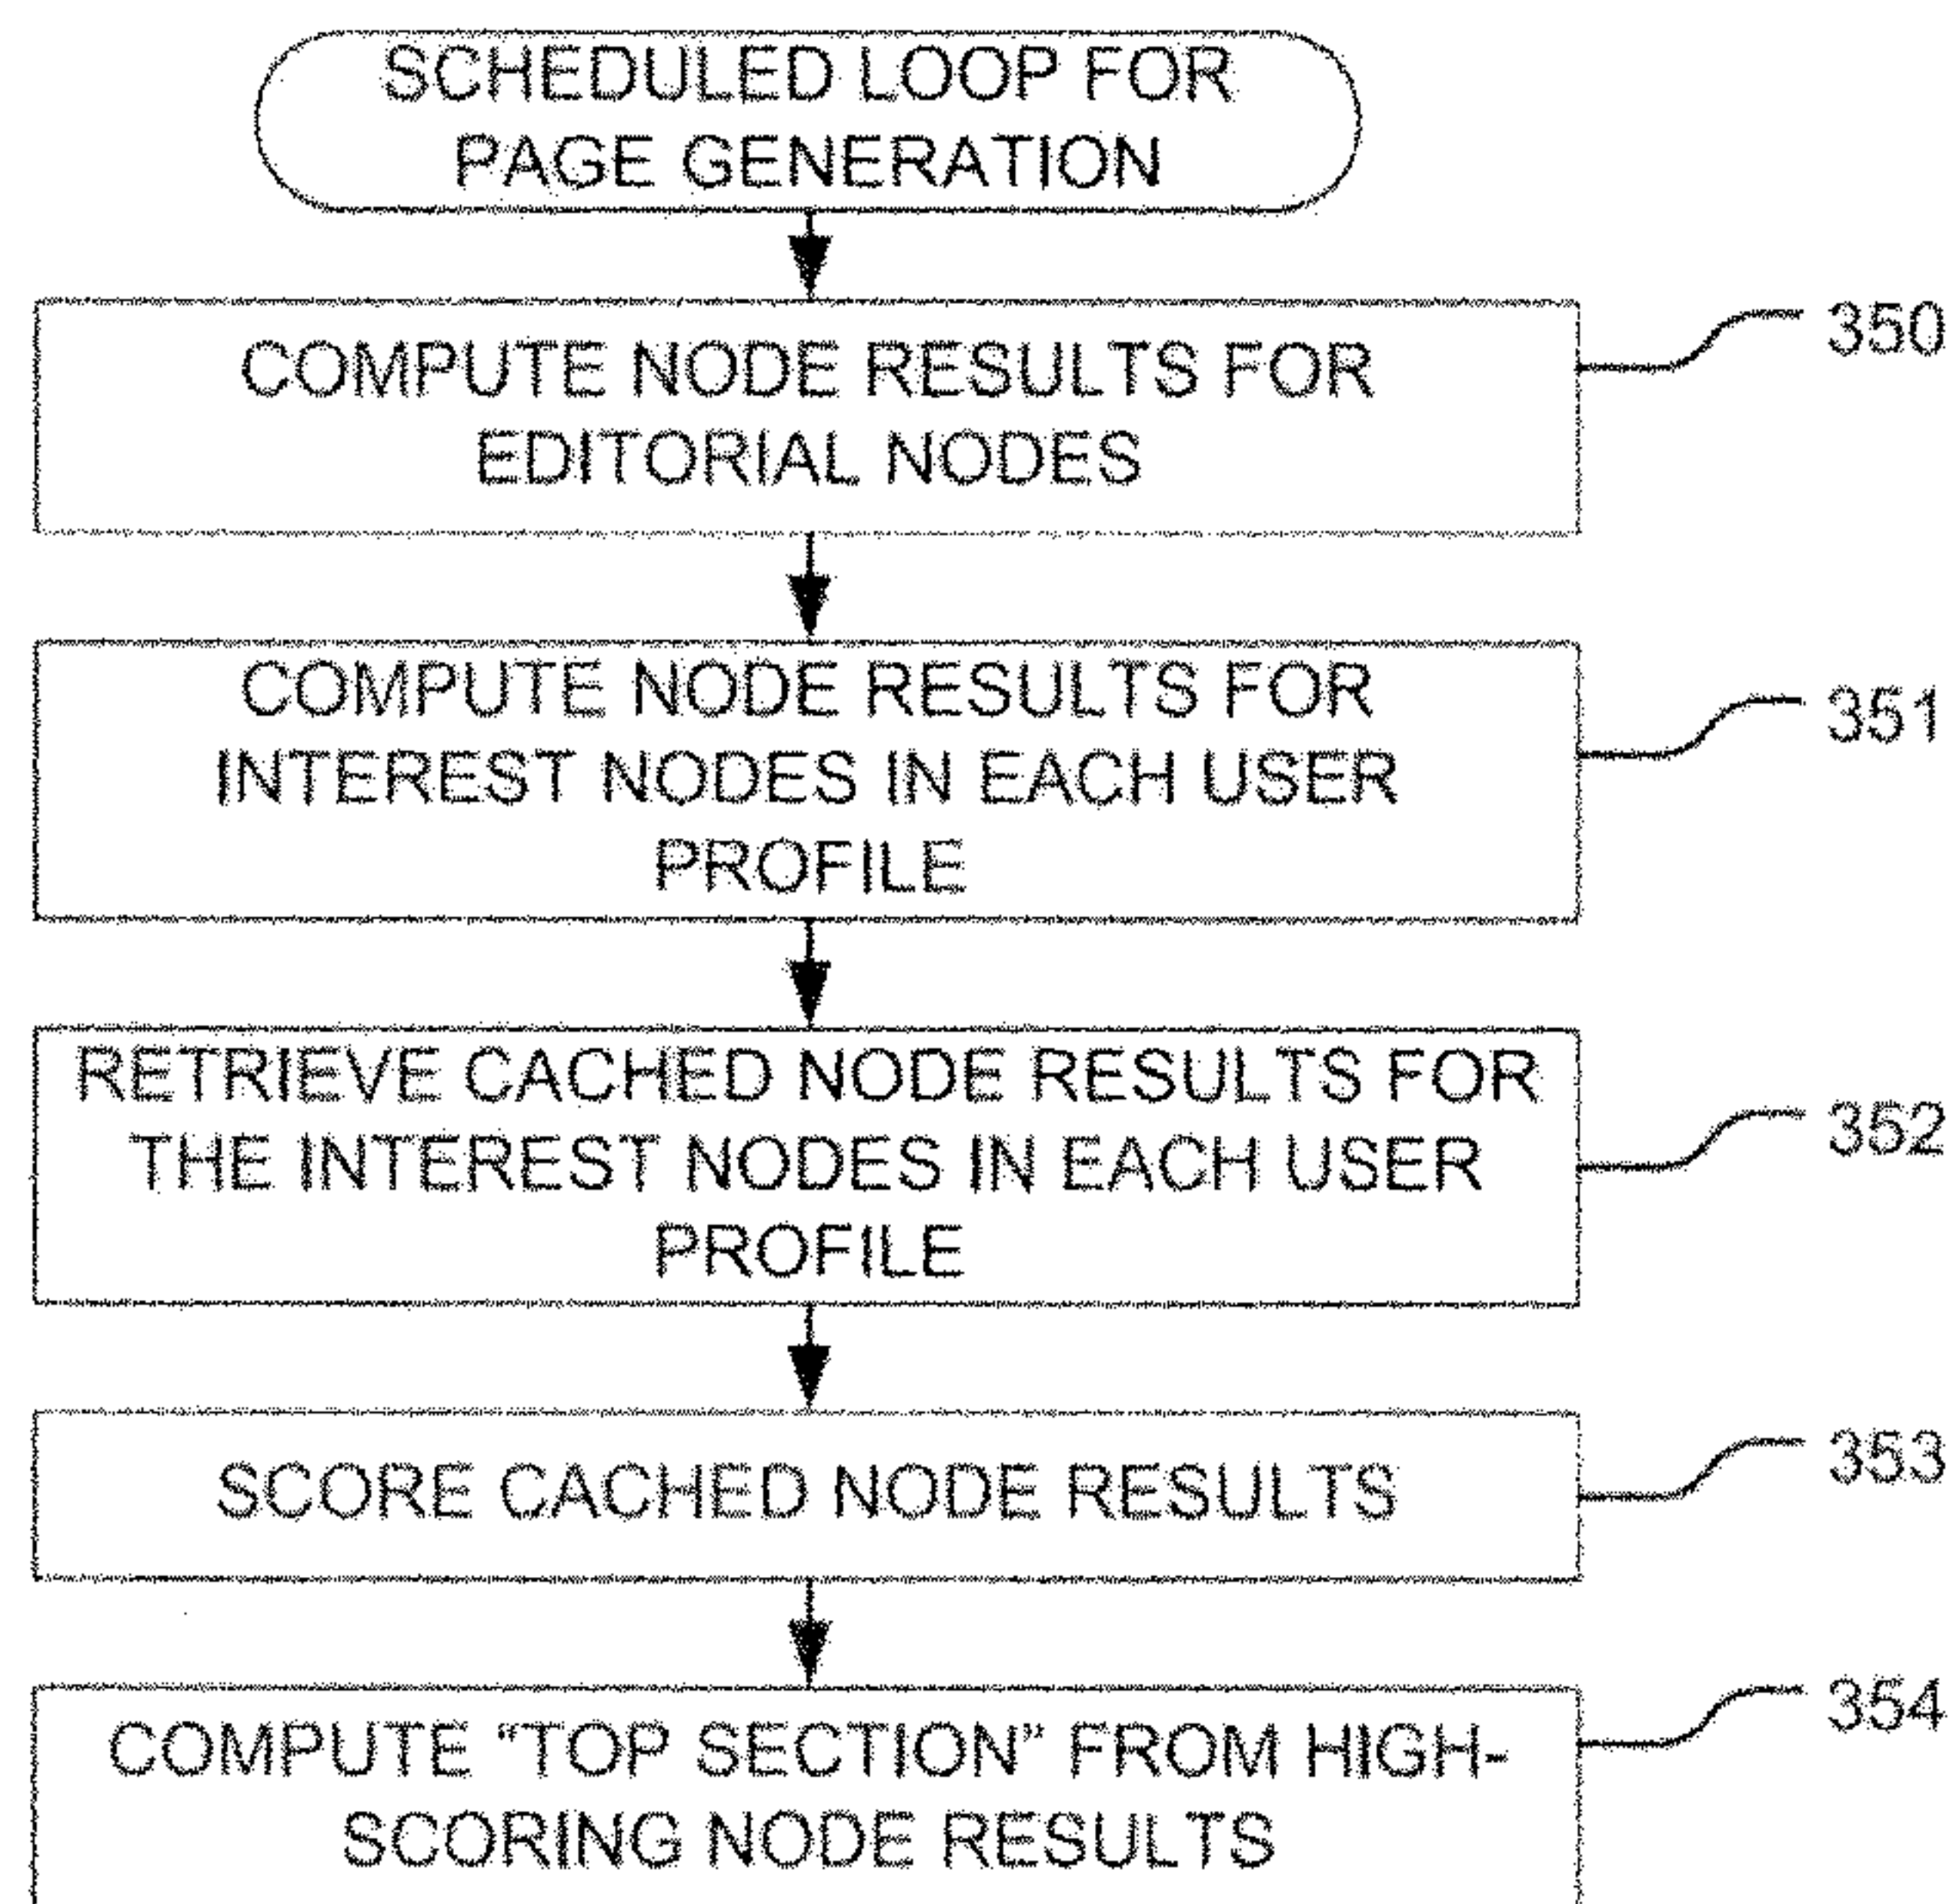 SCHEDULED LOOP FOR
PAGE GENERATION
COMPUTE NODE RESULTS FOR
EDITORIAL NODES
350
COMPUTE NODE RESULTS FOR
INTEREST NODES IN EACH USER
PROFILE
351
RETRIEVE CACHED NODE RESULTS FOR
THE INTEREST NODES IN EACH USER
PROFILE
352
SCORE CACHED NODE RESULTS
353
COMPUTE “TOP SECTION” FROM HIGH-
SCORING NODE RESULTS
354